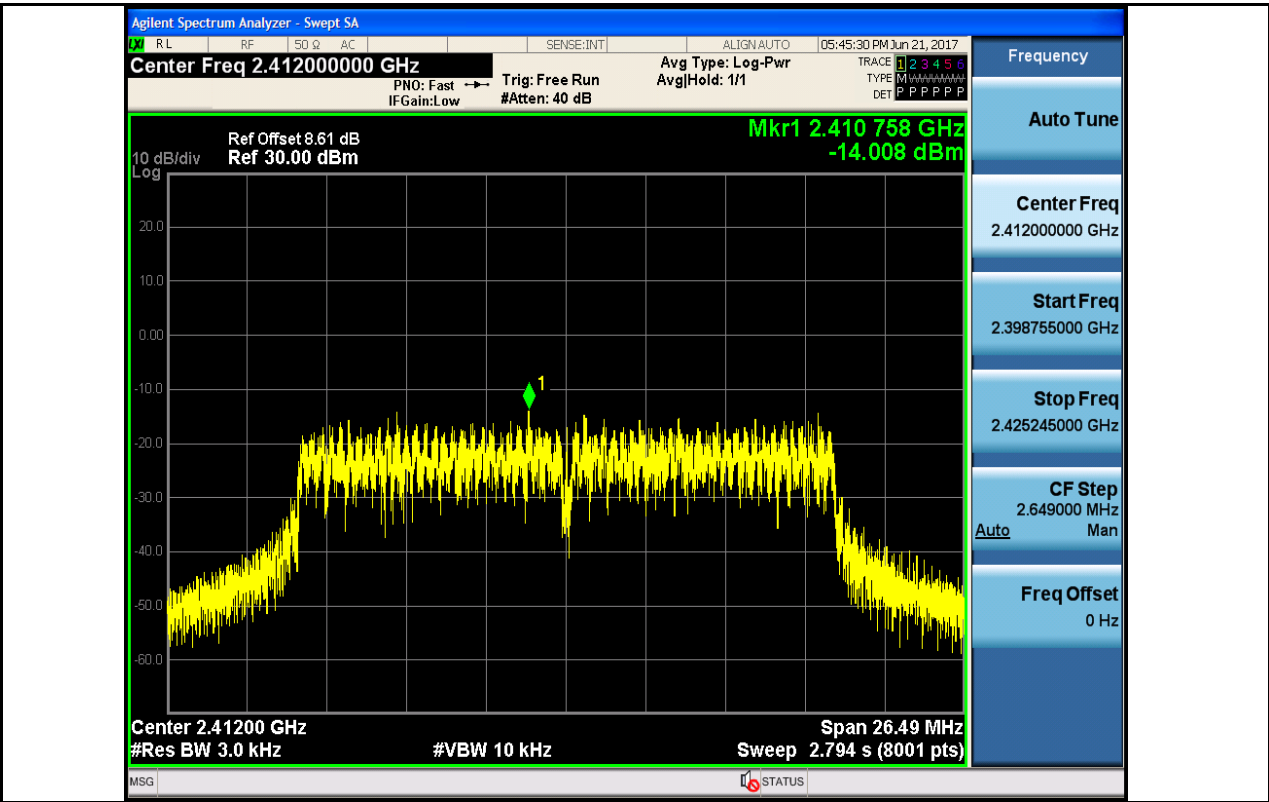 Agilent Spectrum Analyzer - Swept SA
LXI RL RF 50 Ω AC SENSE:INT ALIGN AUTO 05:45:30 PM Jun 21, 2017
Center Freq 2.412000000 GHz
PNO: Fast
IFGain:Low
Trig: Free Run
#Atten: 40 dB
Avg Type: Log-Pwr
Avg|Hold: 1/1
TRACE 1 2 3 4 5 6
TYPE M WWWWW
DET P P P P P P
Ref Offset 8.61 dB
Ref 30.00 dBm
10 dB/div
Log
Mkr1 2.410 758 GHz
-14.008 dBm
20.0
10.0
0.00
-10.0
-20.0
-30.0
-40.0
-50.0
-60.0
1
Center 2.41200 GHz
Span 26.49 MHz
#Res BW 3.0 kHz
#VBW 10 kHz
Sweep 2.794 s (8001 pts)
MSG
STATUS
Frequency
Auto Tune
Center Freq
2.412000000 GHz
Start Freq
2.398755000 GHz
Stop Freq
2.425245000 GHz
CF Step
2.649000 MHz
Auto Man
Freq Offset
0 Hz